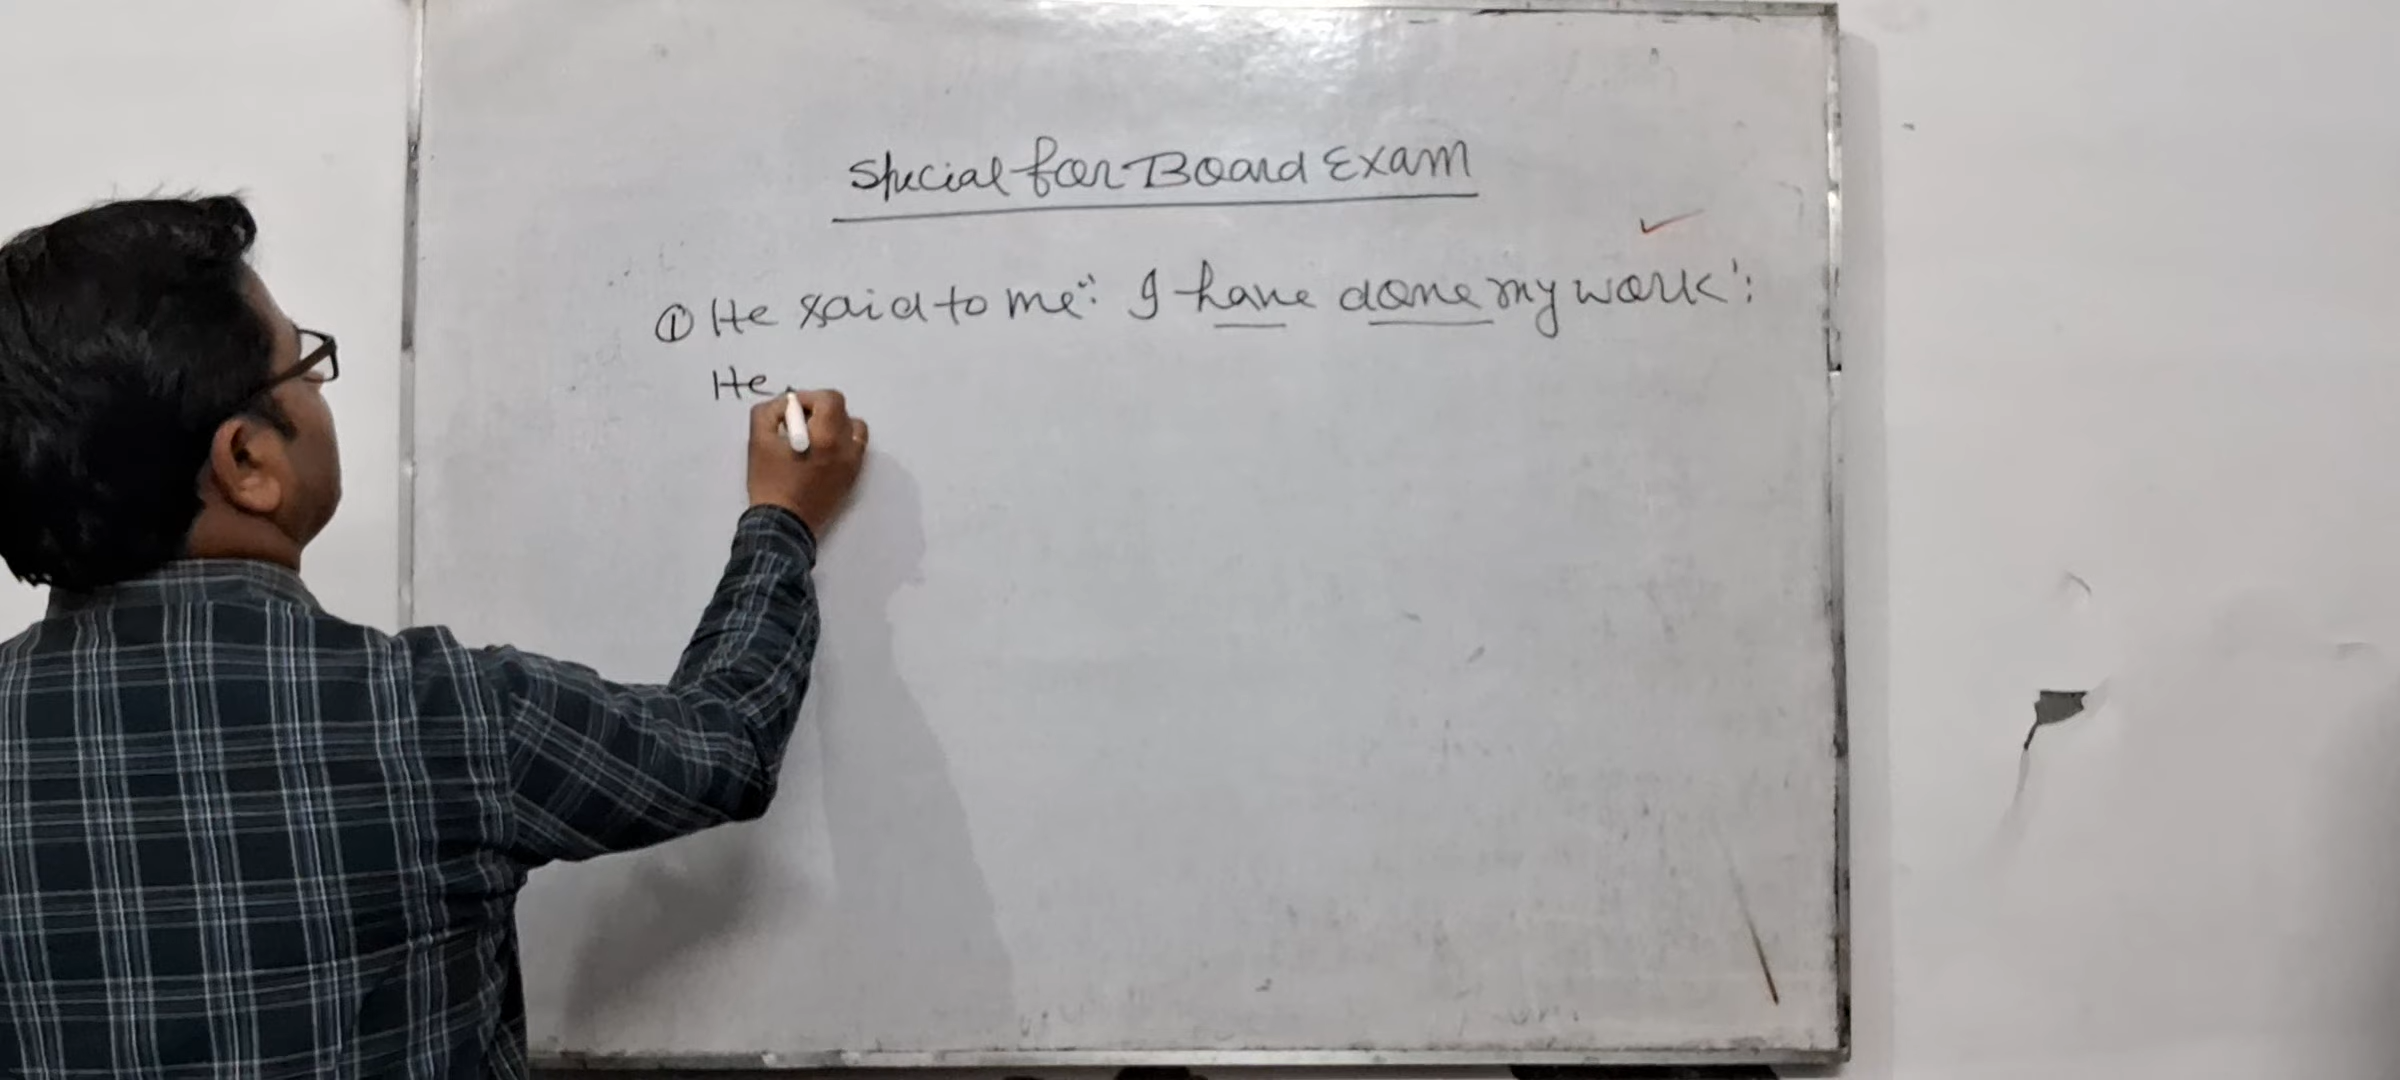 Special for Board Exam
① He said to me": I have done my work':
He